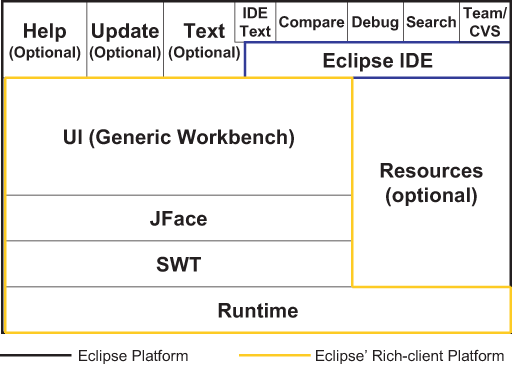 Help
(Optional)
Update
(Optional)
Text
(Optional)
IDE
Text
Compare
Debug
Search
Team/
CVS
Eclipse IDE
UI (Generic Workbench)
Resources
(optional)
JFace
SWT
Runtime
Eclipse Platform
Eclipse’ Rich-client Platform